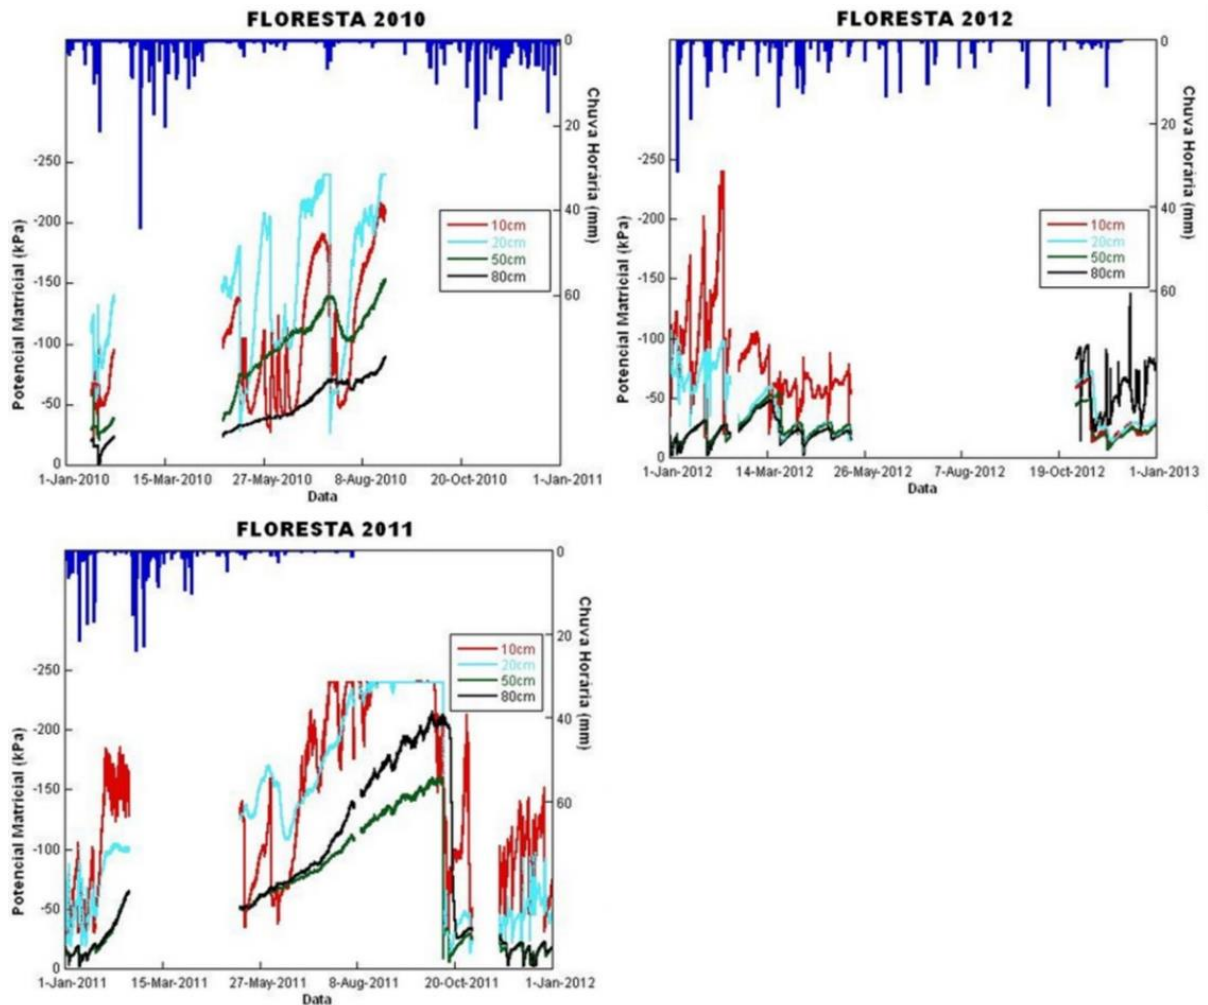 FLORESTA 2010
0
20
40
60
Chuva Horária (mm)
-250
-200
-150
-100
-50
0
Potencial Matricial (kPa)
10cm
20cm
50cm
80cm
1-Jan-2010
15-Mar-2010
27-May-2010
8-Aug-2010
20-Oct-2010
1-Jan-2011
Data
FLORESTA 2012
0
20
40
60
Chuva Horária (mm)
-250
-200
-150
-100
-50
0
Potencial Matricial (kPa)
10cm
20cm
50cm
80cm
1-Jan-2012
14-Mar-2012
26-May-2012
7-Aug-2012
19-Oct-2012
1-Jan-2013
Data
FLORESTA 2011
0
20
40
60
Chuva Horária (mm)
-250
-200
-150
-100
-50
0
Potencial Matricial (kPa)
10cm
20cm
50cm
80cm
1-Jan-2011
15-Mar-2011
27-May-2011
8-Aug-2011
20-Oct-2011
1-Jan-2012
Data